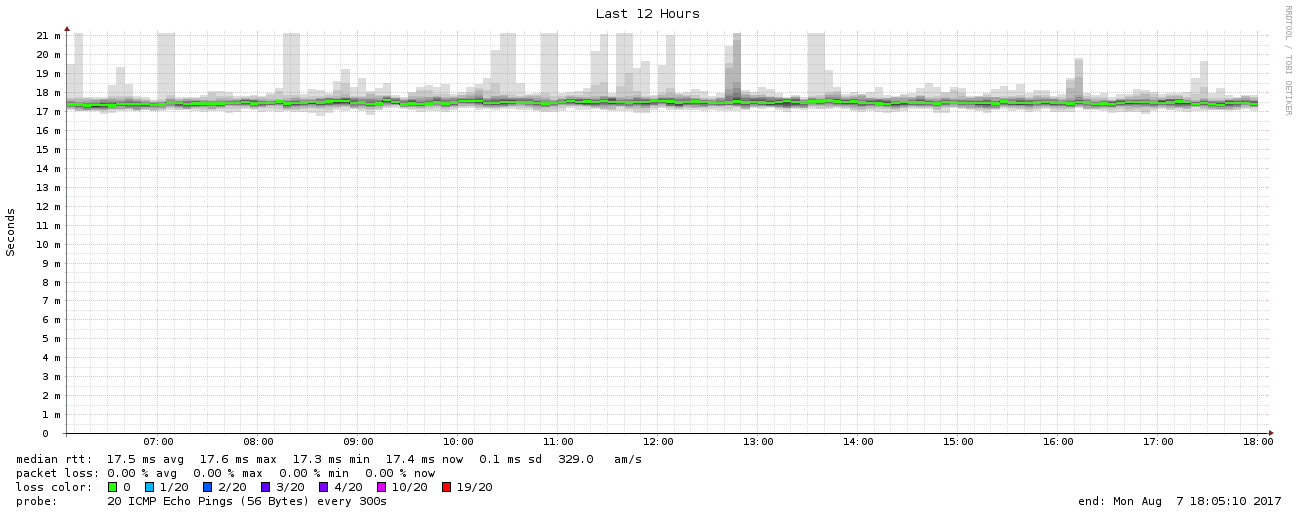 Last 12 Hours
RRDTOOL / TOBI OETIKER
Seconds
21 m
20 m
19 m
18 m
17 m
16 m
15 m
14 m
13 m
12 m
11 m
10 m
9 m
8 m
7 m
6 m
5 m
4 m
3 m
2 m
1 m
0
07:00 08:00 09:00 10:00 11:00 12:00 13:00 14:00 15:00 16:00 17:00 18:00
median rtt: 17.5 ms avg 17.6 ms max 17.3 ms min 17.4 ms now 0.1 ms sd 329.0 am/s
packet loss: 0.00 % avg 0.00 % max 0.00 % min 0.00 % now
loss color: 0 1/20 2/20 3/20 4/20 10/20 19/20
probe: 20 ICMP Echo Pings (56 Bytes) every 300s end: Mon Aug 7 18:05:10 2017